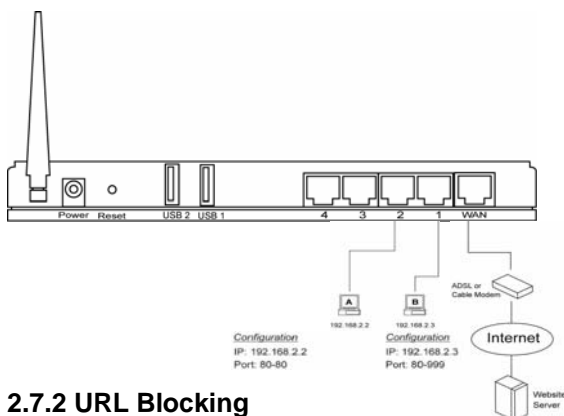 Power Reset USB 2 USB 1 4 3 2 1 WAN
ADSL or
Cable Modem
A
B
192.168.2.2
192.168.2.3
Configuration
IP: 192.168.2.2
Port: 80-80
Configuration
IP: 192.168.2.3
Port: 80-999
Internet
Website
Server
2.7.2 URL Blocking